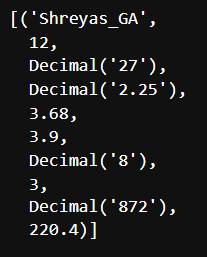 [('Shreyas_GA',
12,
Decimal('27'),
Decimal('2.25'),
3.68,
3.9,
Decimal('8'),
3,
Decimal('872'),
220.4)]